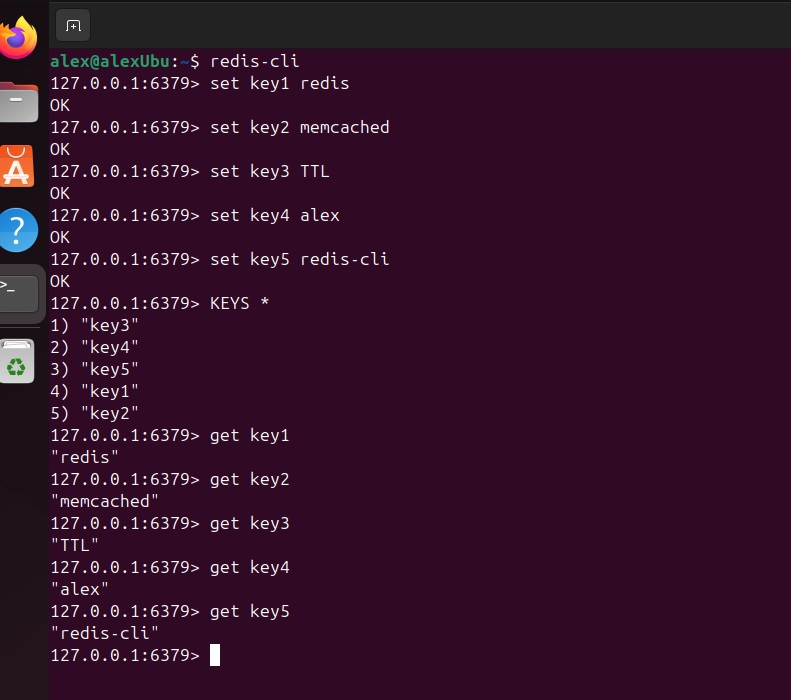 alex@alexUbu:~$ redis-cli
127.0.0.1:6379> set key1 redis
OK
127.0.0.1:6379> set key2 memcached
OK
127.0.0.1:6379> set key3 TTL
OK
127.0.0.1:6379> set key4 alex
OK
127.0.0.1:6379> set key5 redis-cli
OK
127.0.0.1:6379> KEYS *
1) "key3"
2) "key4"
3) "key5"
4) "key1"
5) "key2"
127.0.0.1:6379> get key1
"redis"
127.0.0.1:6379> get key2
"memcached"
127.0.0.1:6379> get key3
"TTL"
127.0.0.1:6379> get key4
"alex"
127.0.0.1:6379> get key5
"redis-cli"
127.0.0.1:6379>